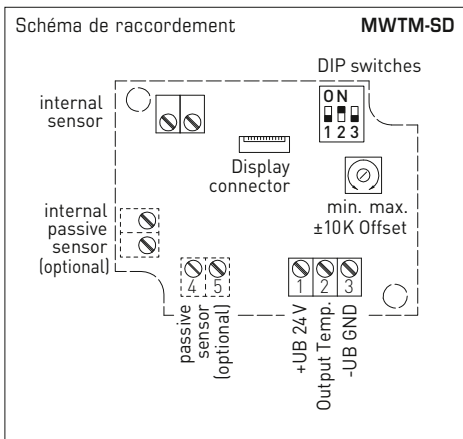 Schéma de raccordement MWTM-SD
DIP switches
ON
1 2 3
internal
sensor
Display
connector
min. max.
±10K Offset
internal
passive
sensor
(optional)
4 5
1 2 3
passive
sensor
(optional)
+UB 24V
Output Temp.
-UB GND